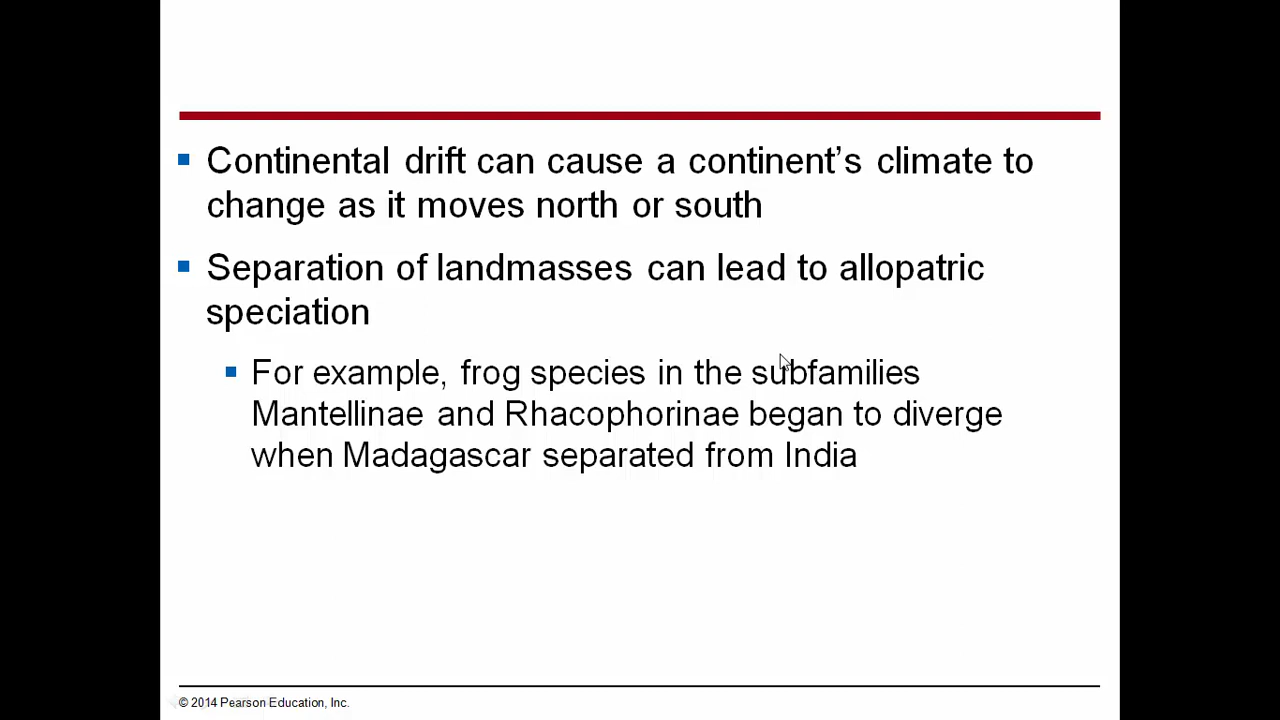 Continental drift can cause a continent’s climate to
change as it moves north or south
Separation of landmasses can lead to allopatric
speciation
For example, frog species in the subfamilies
Mantellinae and Rhacophorinae began to diverge
when Madagascar separated from India
© 2014 Pearson Education, Inc.